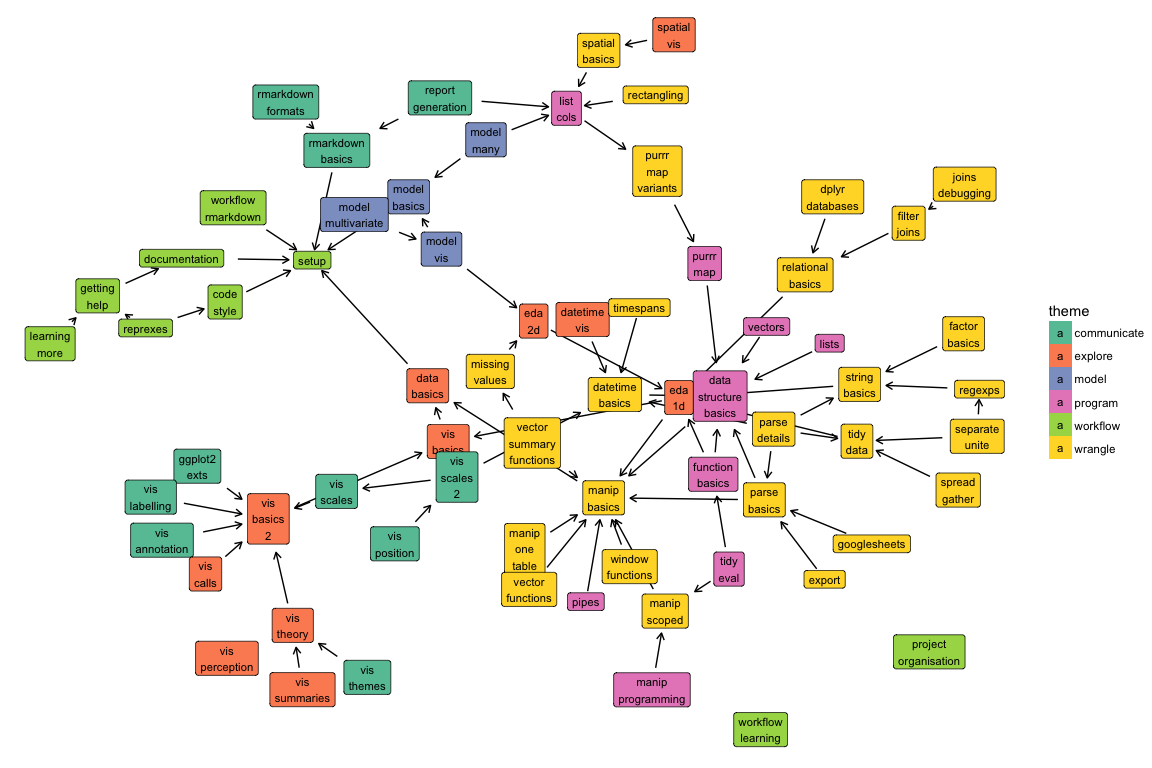 spatial
vis
spatial
basics
rmarkdown
formats
report
generation
list
cols
rectangling
rmarkdown
basics
model
many
purrr
map
variants
joins
debugging
dplyr
databases
workflow
rmarkdown
model
basics
model
multivariate
filter
joins
documentation
setup
model
vis
purrr
map
relational
basics
getting
help
code
style
learning
more
reprexes
eda
2d
datetime
vis
timespans
vectors
lists
factor
basics
theme
a communicate
a explore
a model
a program
a workflow
a wrangle
missing
values
data
basics
datetime
basics
eda
1d
data
structure
basics
string
basics
regexps
vis
basics
vector
summary
functions
parse
details
tidy
data
separate
unite
ggplot2
exts
vis
labelling
vis
scales
vis
scales
2
function
basics
spread
gather
vis
basics
2
manip
basics
parse
basics
vis
annotation
vis
position
vis
calls
manip
one
table
window
functions
googlesheets
vector
functions
pipes
tidy
eval
export
vis
theory
manip
scoped
vis
perception
vis
summaries
vis
themes
manip
programming
project
organisation
workflow
learning